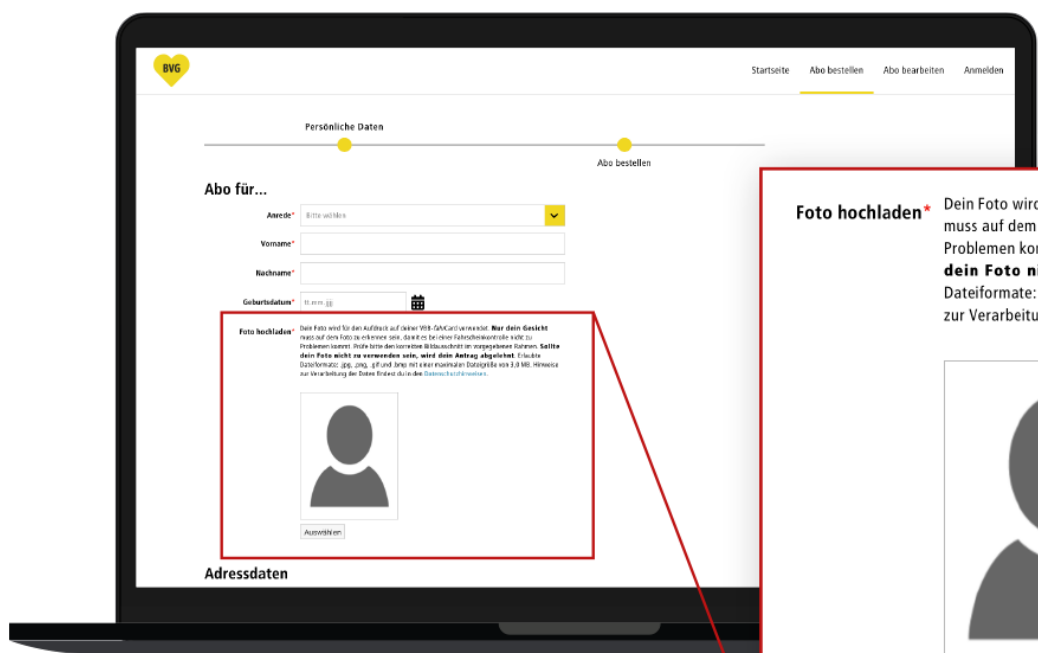 BVG
Startseite Abo bestellen Abo bearbeiten Anmelden
Persönliche Daten
Abo bestellen
Abo für...
Anrede* Bitte wählen
Vorname*
Nachname*
Geburtsdatum* tt.mm.jjjj
Foto hochladen* Dein Foto wird für den Aufdruck auf deiner VBB-fahrCard verwendet. Nur dein Gesicht
muss auf dem Foto zu erkennen sein, damit es bei einer Fahrscheinkontrolle nicht zu
Problemen kommt. Prüfe bitte den korrekten Bildausschnitt im vorgegebenen Rahmen. Sollte
dein Foto nicht zu verwenden sein, wird dein Antrag abgelehnt. Erlaubte
Dateiformate: .jpg, .png, .gif und .bmp mit einer maximalen Dateigröße von 3,0 MB. Hinweise
zur Verarbeitung der Daten findest du in den Datenschutzhinweisen.
Auswählen
Adressdaten
Foto hochladen* Dein Foto wird
muss auf dem
Problemen kom
dein Foto ni
Dateiformate:
zur Verarbeitu